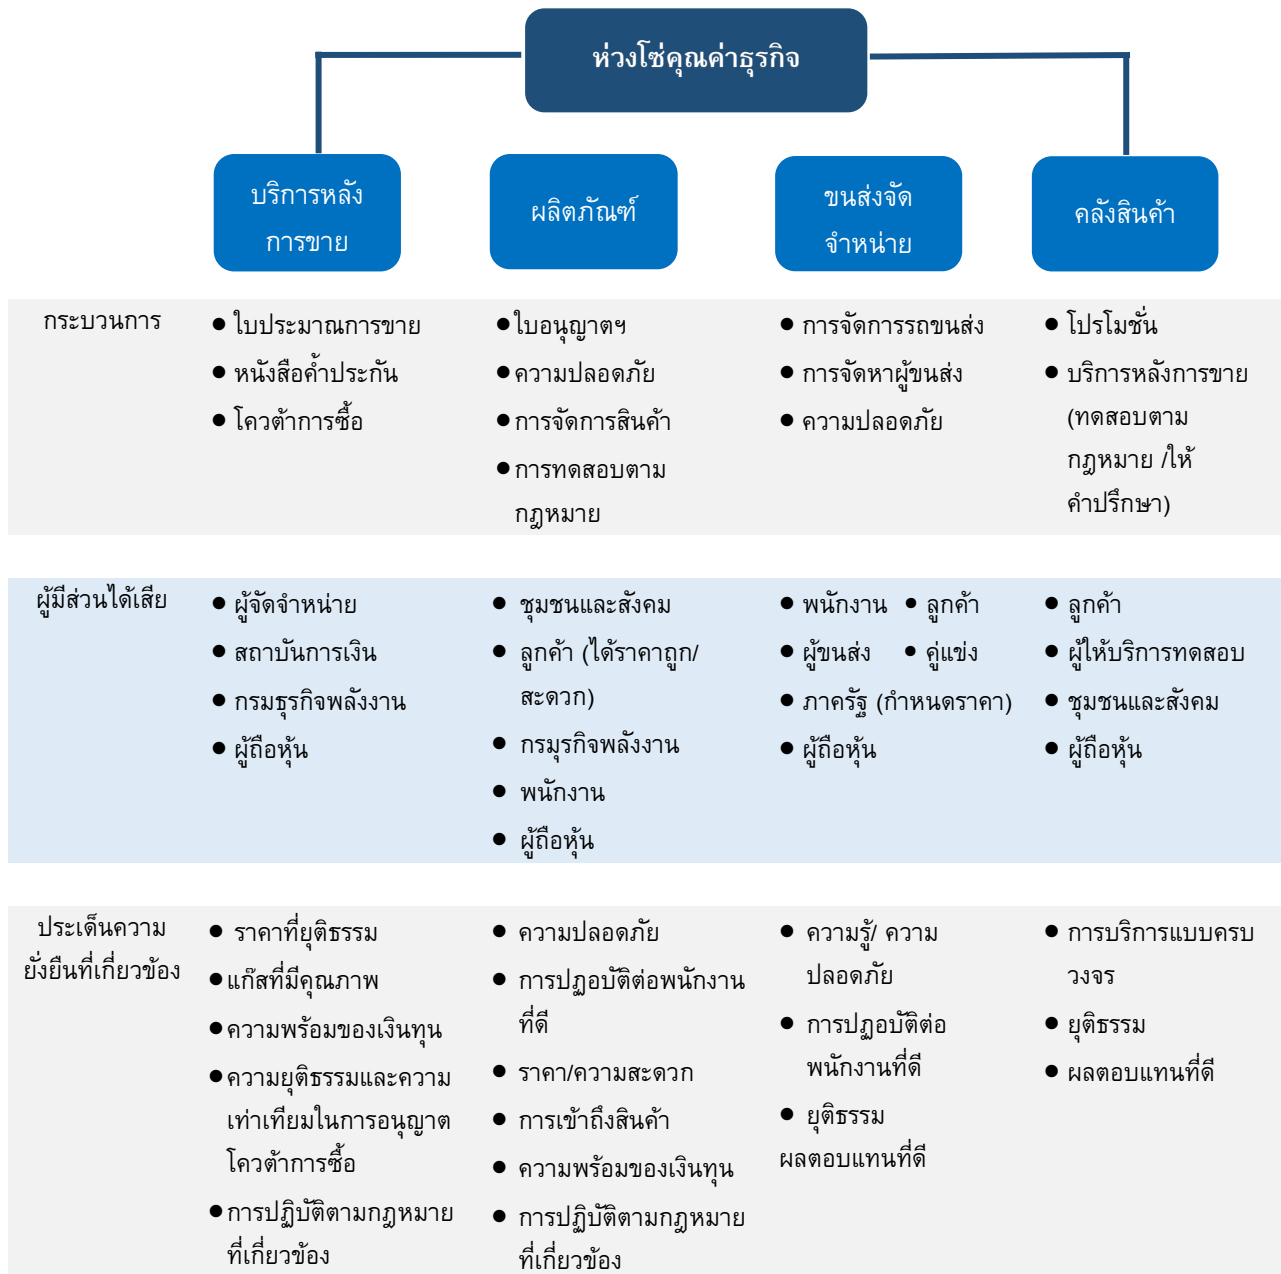 ห่วงโซ่คุณค่าธุรกิจ
บริการหลัง
การขาย
ผลิตภัณฑ์
ขนส่งจัด
จำหน่าย
คลังสินค้า
กระบวนการ
● ใบประมาณการขาย
● หนังสือค้ำประกัน
● โควต้าการซื้อ
● ใบอนุญาตฯ
● ความปลอดภัย
● การจัดการสินค้า
● การทดสอบตาม
กฎหมาย
● การจัดการรถขนส่ง
● การจัดหาผู้ขนส่ง
● ความปลอดภัย
● โปรโมชั่น
● บริการหลังการขาย
(ทดสอบตาม
กฎหมาย /ให้
คำปรึกษา)
ผู้มีส่วนได้เสีย
● ผู้จัดจำหน่าย
● สถาบันการเงิน
● กรมธุรกิจพลังงาน
● ผู้ถือหุ้น
● ชุมชนและสังคม
● ลูกค้า (ได้ราคาถูก/
สะดวก)
● กรมุรกิจพลังงาน
● พนักงาน
● ผู้ถือหุ้น
● พนักงาน ● ลูกค้า
● ผู้ขนส่ง ● คู่แข่ง
● ภาครัฐ (กำหนดราคา)
● ผู้ถือหุ้น
● ลูกค้า
● ผู้ให้บริการทดสอบ
● ชุมชนและสังคม
● ผู้ถือหุ้น
ประเด็นความ
ยั่งยืนที่เกี่ยวข้อง
● ราคาที่ยุติธรรม
● แก๊สที่มีคุณภาพ
● ความพร้อมของเงินทุน
● ความยุติธรรมและความ
เท่าเทียมในการอนุญาต
โควต้าการซื้อ
● การปฏิบัติตามกฎหมาย
ที่เกี่ยวข้อง
● ความปลอดภัย
● การปฏอบัติต่อพนักงาน
ที่ดี
● ราคา/ความสะดวก
● การเข้าถึงสินค้า
● ความพร้อมของเงินทุน
● การปฏิบัติตามกฎหมาย
ที่เกี่ยวข้อง
● ความรู้/ ความ
ปลอดภัย
● การปฏอบัติต่อ
พนักงานที่ดี
● ยุติธรรม
ผลตอบแทนที่ดี
● การบริการแบบครบ
วงจร
● ยุติธรรม
● ผลตอบแทนที่ดี